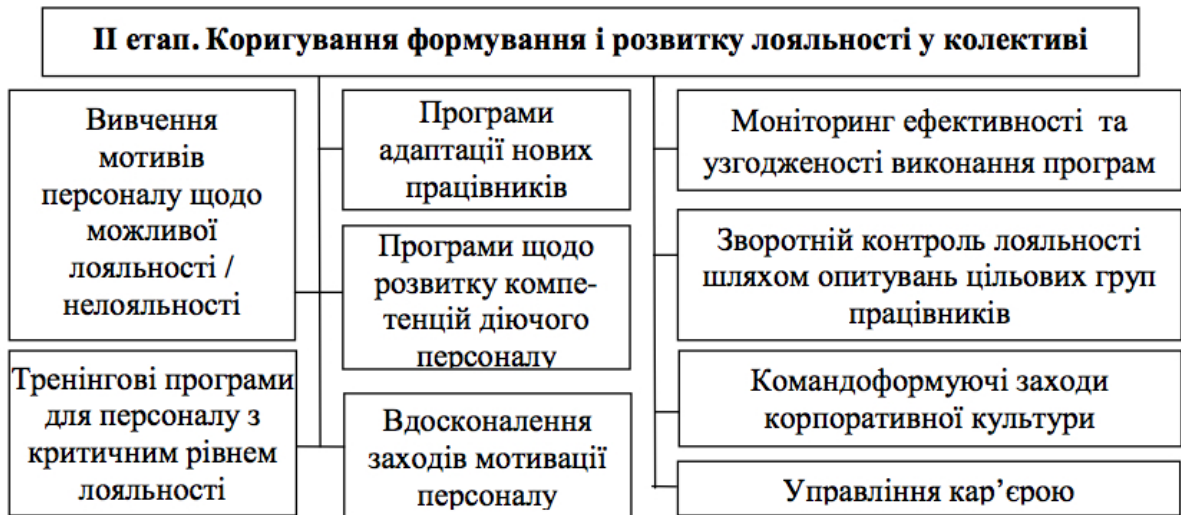 ІІ етап. Коригування формування і розвитку лояльності у колективі
Вивчення
мотивів
персоналу щодо
можливої
лояльності /
нелояльності
Тренінгові програми
для персоналу з
критичним рівнем
лояльності
Програми
адаптації нових
працівників
Програми щодо
розвитку компе-
тенцій діючого
персоналу
Вдосконалення
заходів мотивації
персоналу
Моніторинг ефективності та
узгодженості виконання програм
Зворотній контроль лояльності
шляхом опитувань цільових груп
працівників
Командоформуючі заходи
корпоративної культури
Управління кар’єрою